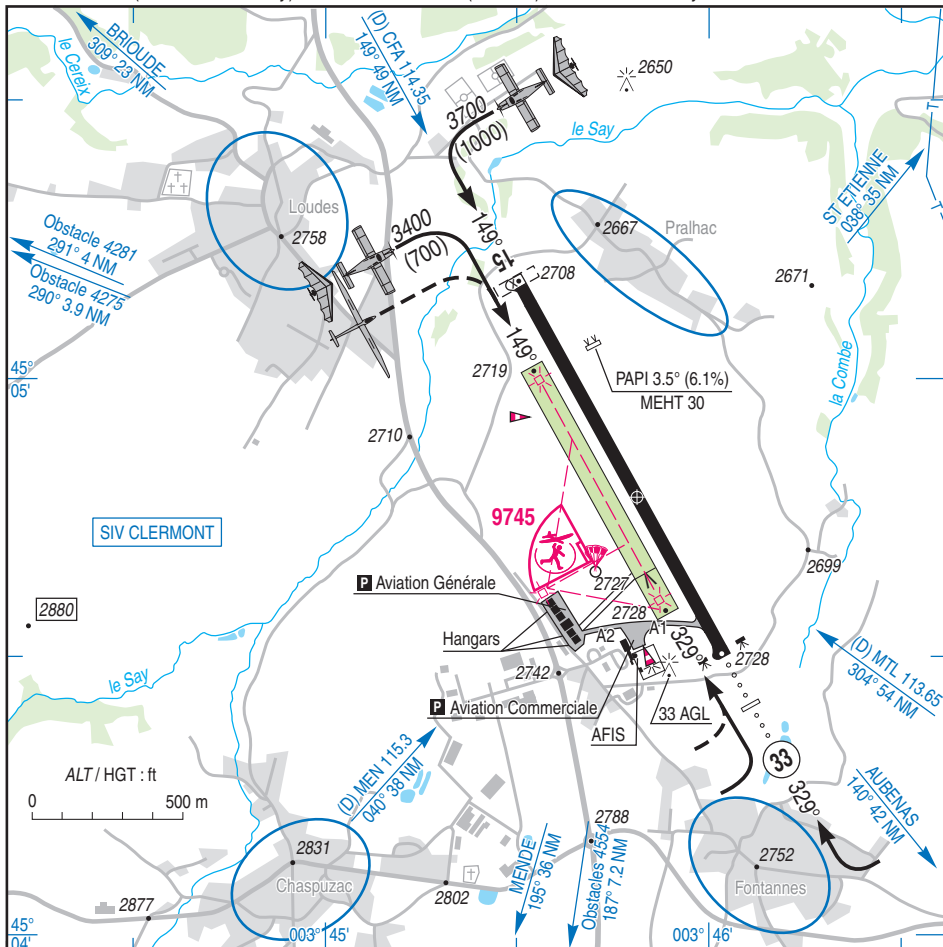 BRIOUDE
309° 23 NM
le Cereix
(D) CFA 114.35
149° 49 NM
2650
3700
(1000)
le Say
T
T
ST ETIENNE
038° 35 NM
Loudes
2758
3400
(700)
149°
15
2667
Pralhac
Obstacle 4281
291° 4 NM
Obstacle 4275
290° 3.9 NM
2708
2671
la Combe
149°
45°
05'
2719
PAPI 3.5° (6.1%)
MEHT 30
2710
9745
SIV CLERMONT
2699
P Aviation Générale
2727
2880
2728
Hangars
A2
A1
329°
2728
(D) MTL 113.65
304° 54 NM
le Say
2742
P Aviation Commerciale
AFIS
33 AGL
33
329°
AUBENAS
140° 42 NM
ALT / HGT : ft
0
500 m
(D) MEN 115.3
040° 38 NM
2788
MENDE
195° 36 NM
Obstacles 4554
187° 7.2 NM
2831
Chaspuzac
2802
2752
Fontannes
2877
45°
04'
003° 45'
003° 46'